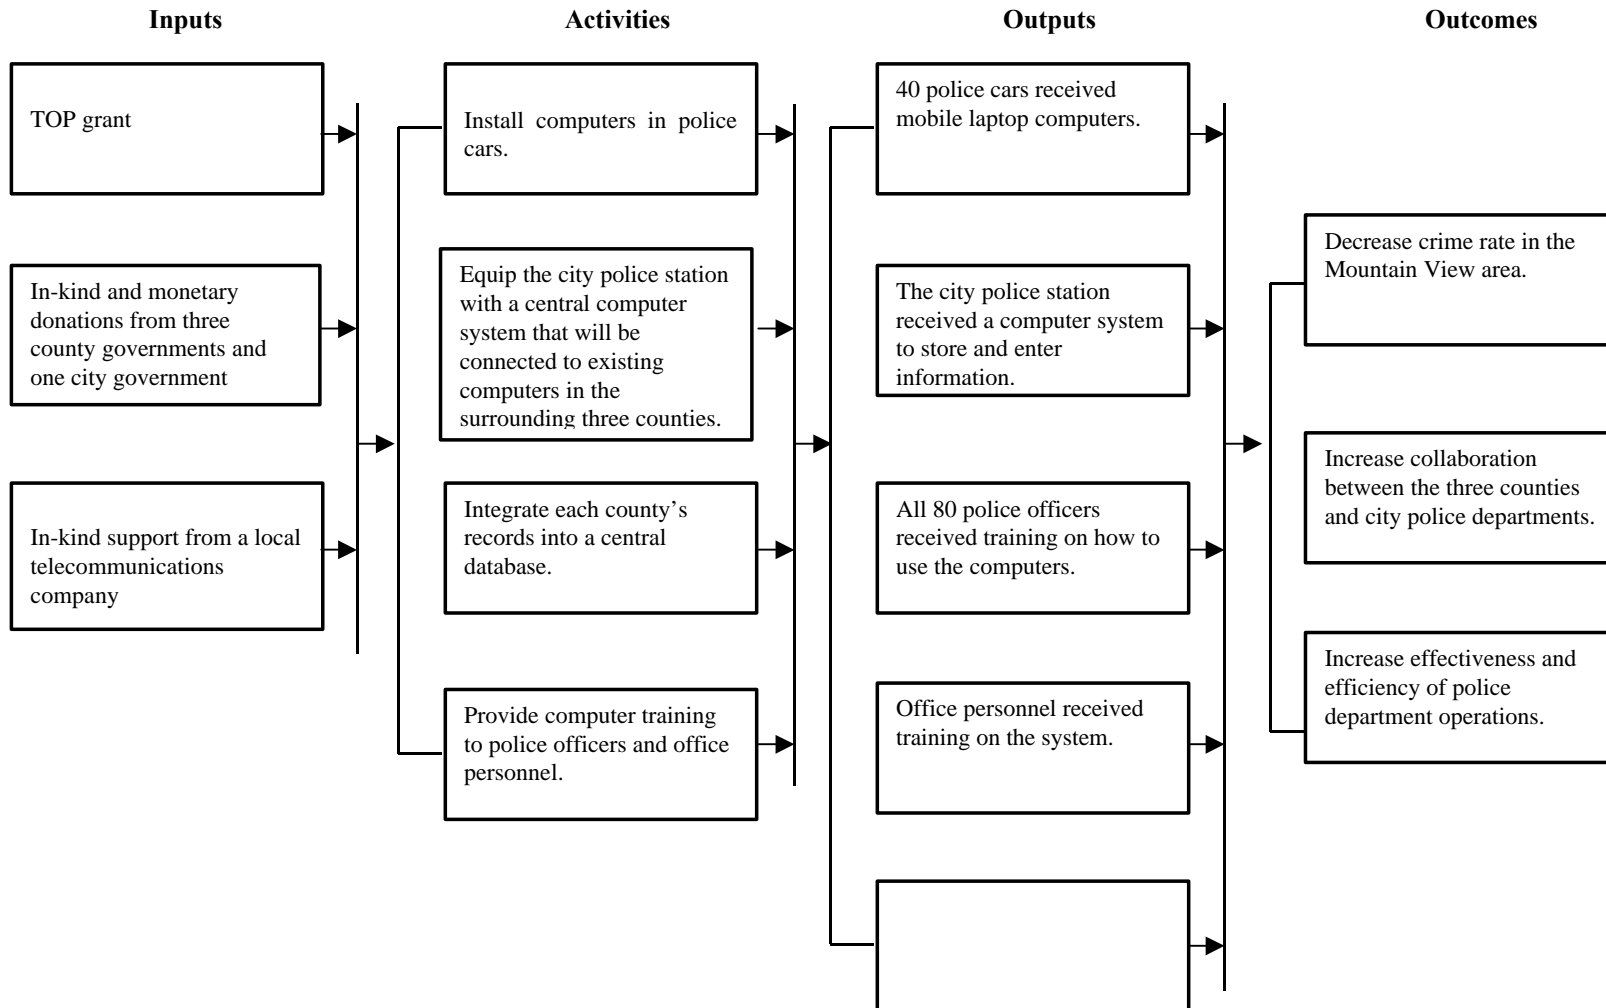 Inputs
Activities
Outputs
Outcomes
TOP grant
In-kind and monetary
donations from three
county governments and
one city government
In-kind support from a local
telecommunications
company
Install computers in police
cars.
Equip the city police station
with a central computer
system that will be
connected to existing
computers in the
surrounding three counties.
Integrate each county’s
records into a central
database.
Provide computer training
to police officers and office
personnel.
40 police cars received
mobile laptop computers.
The city police station
received a computer system
to store and enter
information.
All 80 police officers
received training on how to
use the computers.
Office personnel received
training on the system.
Decrease crime rate in the
Mountain View area.
Increase collaboration
between the three counties
and city police departments.
Increase effectiveness and
efficiency of police
department operations.